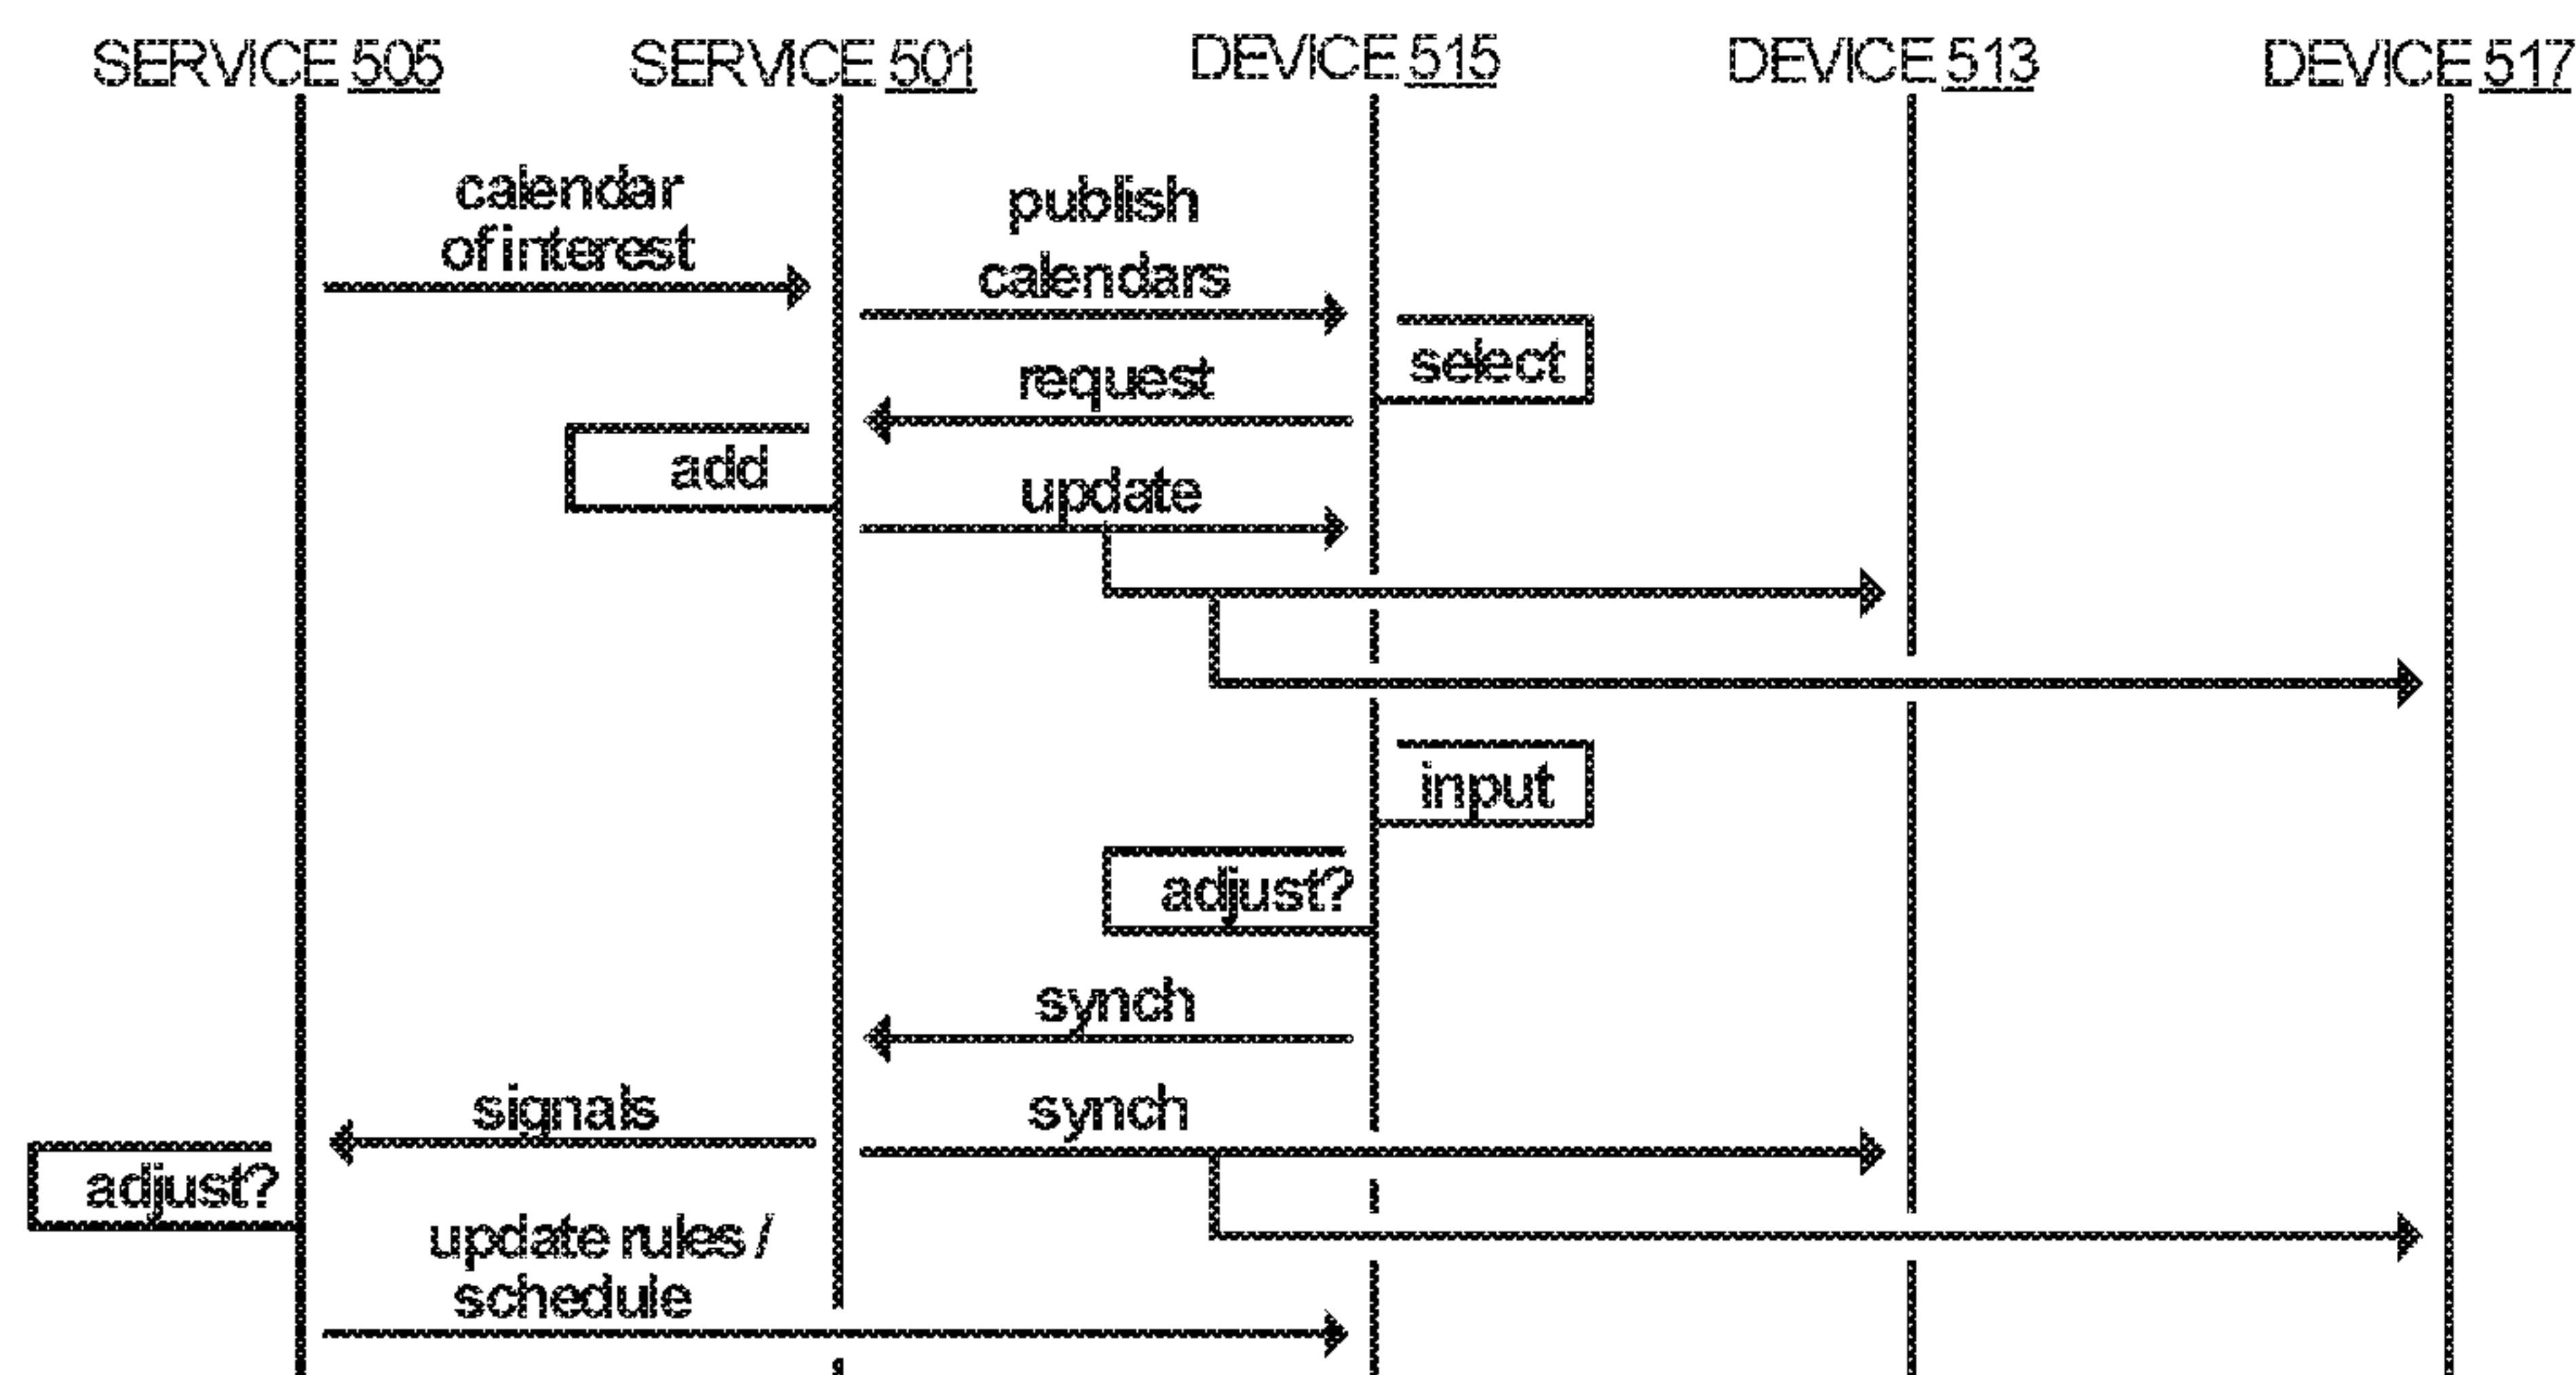 SERVICE 505 SERVICE 501 DEVICE 515 DEVICE 513 DEVICE 517
calendar
of interest
publish
calendars
select
request
add
update
input
adjust?
synch
signals
synch
adjust?
update rules /
schedule